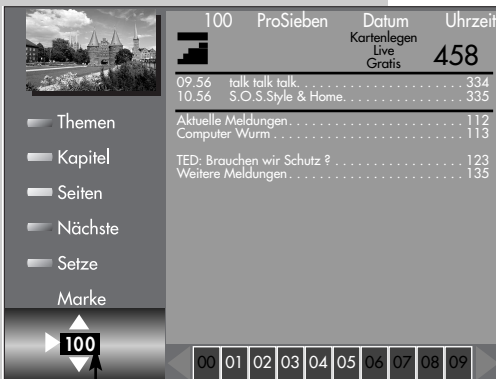 100 ProSieben Datum Uhrzeit
Kartenlegen
Live
Gratis
458
09.56 talk talk talk. . . . . . . . . . . . . . . . . . . . . . . . 334
10.56 S.O.S.Style & Home. . . . . . . . . . . . . . . . . 335
Aktuelle Meldungen. . . . . . . . . . . . . . . . . . . . . . . . 112
Computer Wurm . . . . . . . . . . . . . . . . . . . . . . . . . . 113
TED: Brauchen wir Schutz ? . . . . . . . . . . . . . . . . . 123
Weitere Meldungen. . . . . . . . . . . . . . . . . . . . . . . . 135
Themen
Kapitel
Seiten
Nächste
Setze
Marke
100
00 01 02 03 04 05 06 07 08 09